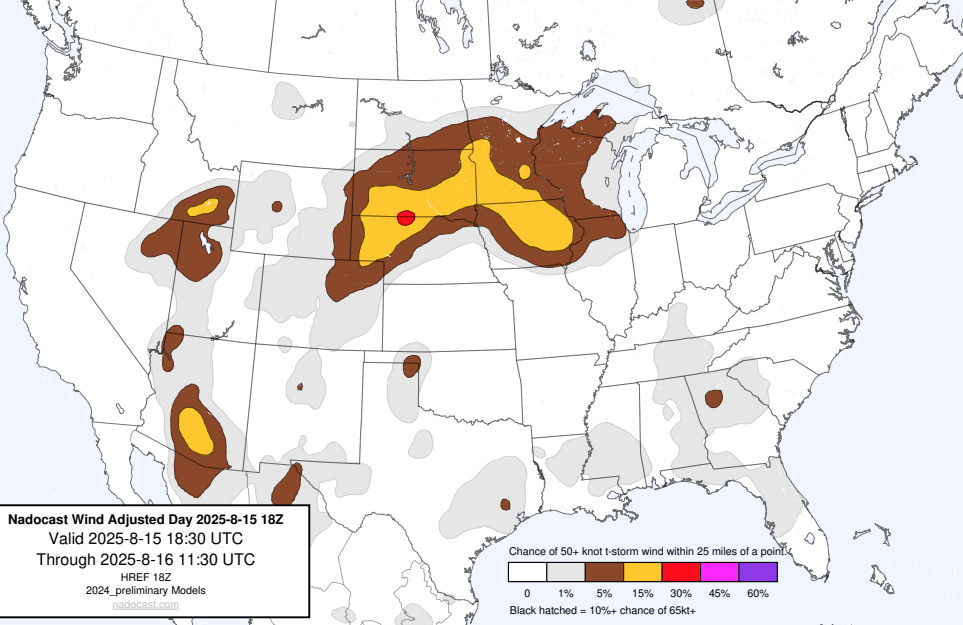 Nadocast Wind Adjusted Day 2025-8-15 18Z
Valid 2025-8-15 18:30 UTC
Through 2025-8-16 11:30 UTC
HREF 18Z
2024_preliminary Models
nadocast.com
Chance of 50+ knot t-storm wind within 25 miles of a point.
0 1% 5% 15% 30% 45% 60%
Black hatched = 10%+ chance of 65kt+